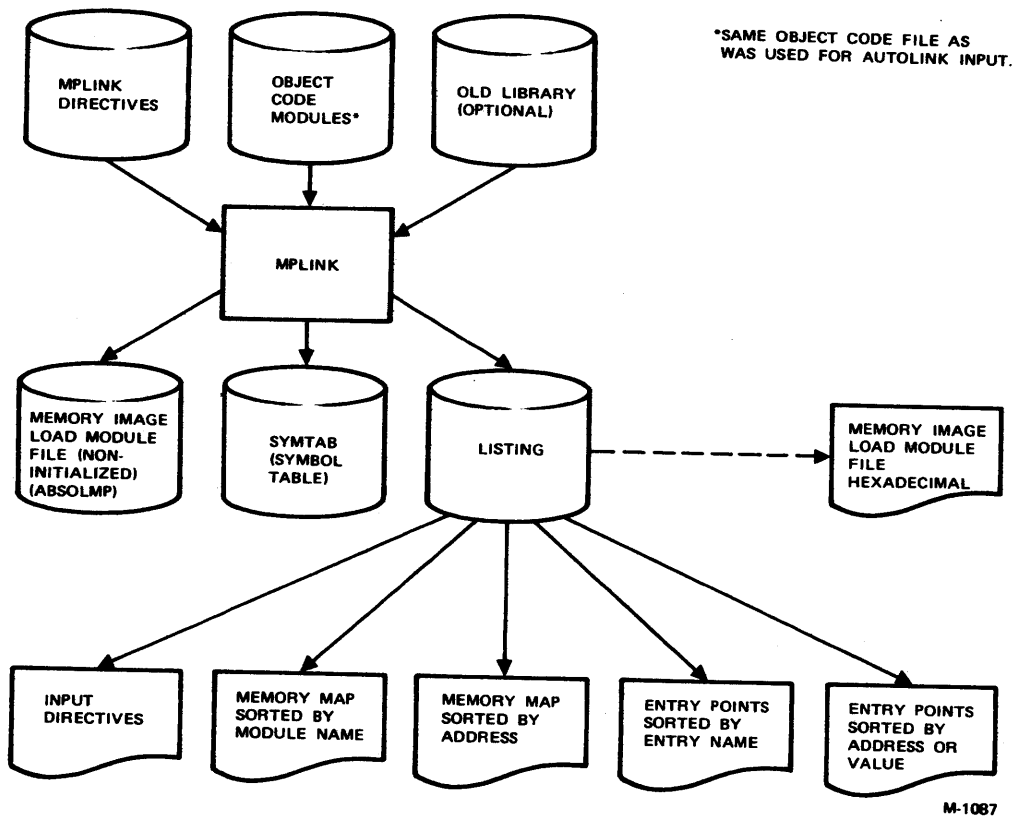 *SAME OBJECT CODE FILE AS
WAS USED FOR AUTOLINK INPUT.
MPLINK
DIRECTIVES
OBJECT
CODE
MODULES*
OLD LIBRARY
(OPTIONAL)
MPLINK
MEMORY IMAGE
LOAD MODULE
FILE (NON-
INITIALIZED)
(ABSOLMP)
SYMTAB
(SYMBOL
TABLE)
LISTING
MEMORY IMAGE
LOAD MODULE
FILE
HEXADECIMAL
INPUT
DIRECTIVES
MEMORY MAP
SORTED BY
MODULE NAME
MEMORY MAP
SORTED BY
ADDRESS
ENTRY POINTS
SORTED BY
ENTRY NAME
ENTRY POINTS
SORTED BY
ADDRESS OR
VALUE
M-1087